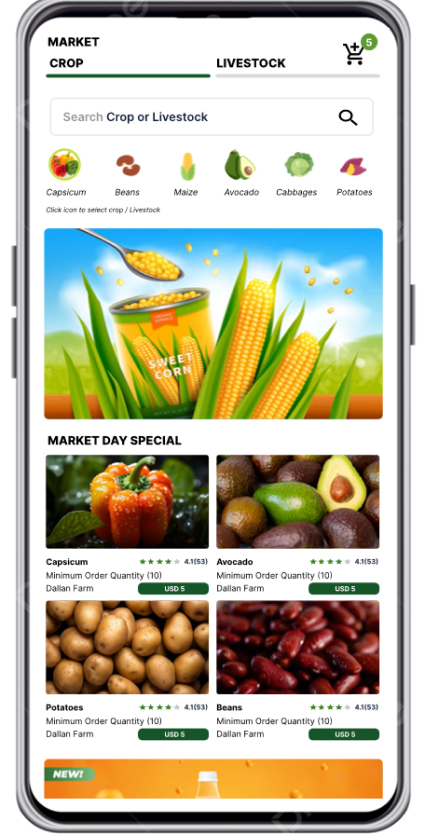 MARKET
5
CROP LIVESTOCK
Search Crop or Livestock
Capsicum Beans Maize Avocado Cabbages Potatoes
Click icon to select crop / Livestock
SWEET
CORN
MARKET DAY SPECIAL
Capsicum 4.1(53) Avocado 4.1(53)
Minimum Order Quantity (10) Minimum Order Quantity (10)
Dallan Farm USD 5 Dallan Farm USD 5
Potatoes 4.1(53) Beans 4.1(53)
Minimum Order Quantity (10) Minimum Order Quantity (10)
Dallan Farm USD 5 Dallan Farm USD 5
NEW!